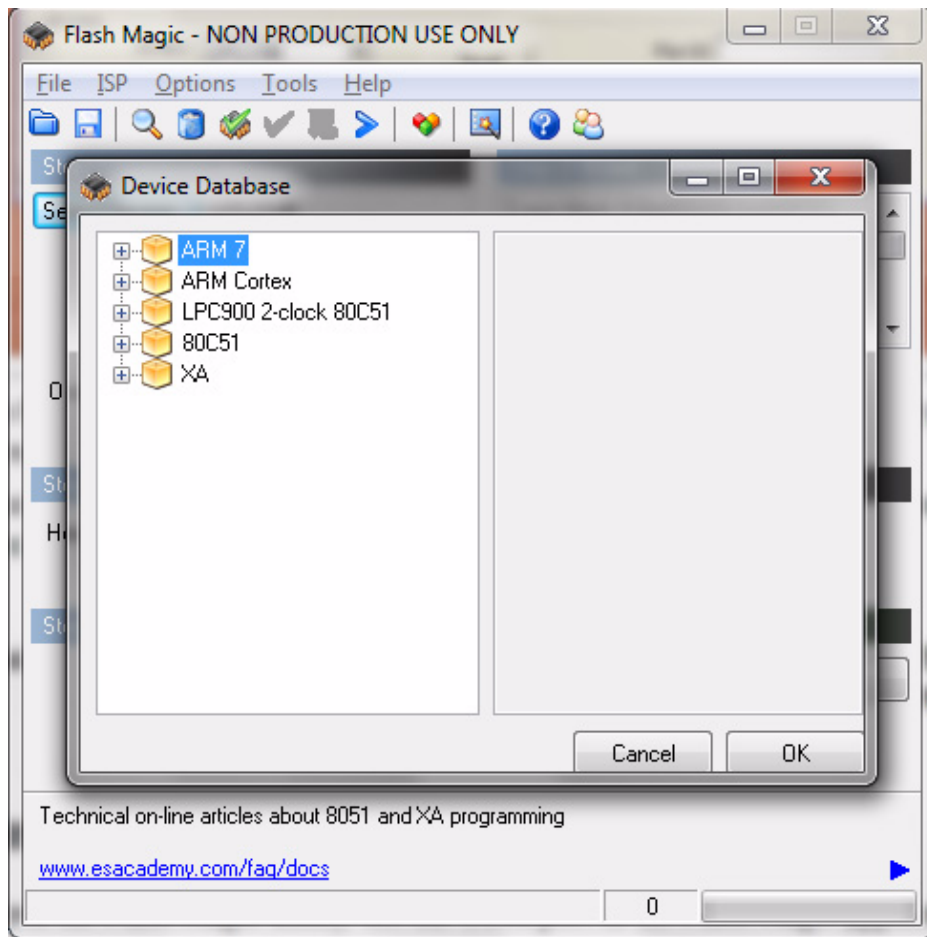 Flash Magic - NON PRODUCTION USE ONLY
File ISP Options Tools Help
Device Database
ARM 7
ARM Cortex
LPC900 2-clock 80C51
80C51
XA
Cancel OK
Technical on-line articles about 8051 and XA programming
www.esacademy.com/faq/docs
0